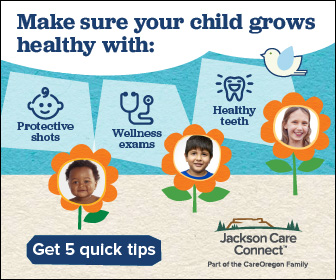 Make sure your child grows
healthy with:
Protective
shots
Wellness
exams
Healthy
teeth
Get 5 quick tips
Jackson Care
Connect™
Part of the CareOregon Family